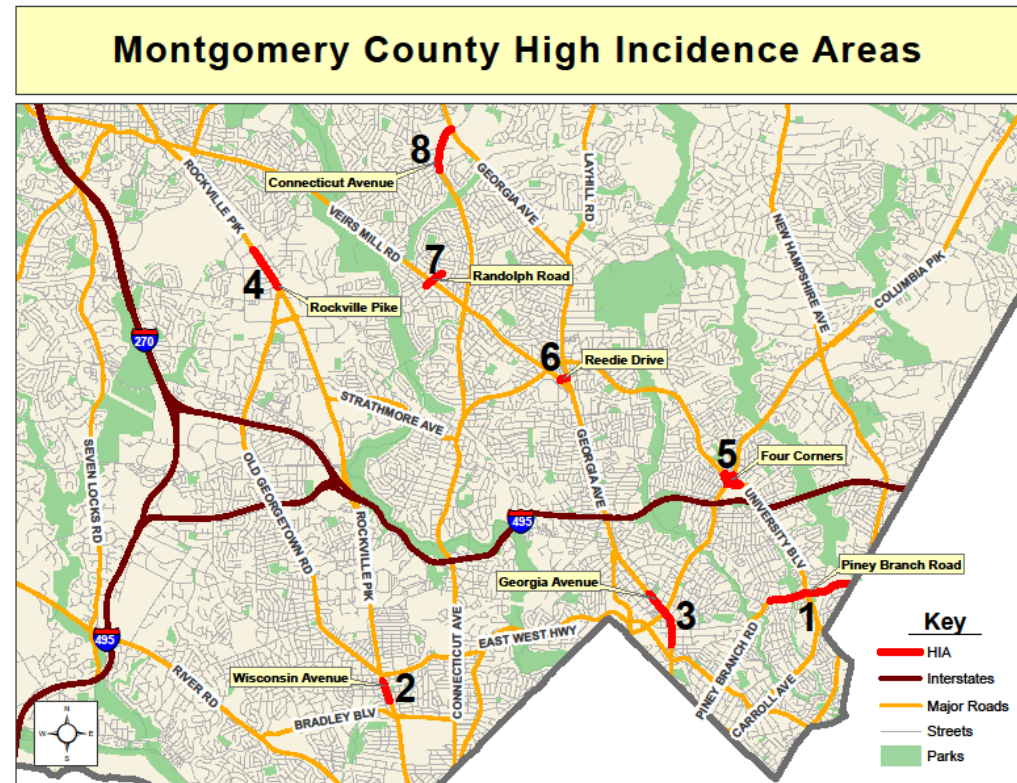 Montgomery County High Incidence Areas
8
Connecticut Avenue
ROCKVILLE PIK
GEORGIA AVE
LAYHILL RD
VEIRS MILL RD
NEW HAMPSHIRE AVE
COLUMBIA PIK
7
Randolph Road
4
Rockville Pike
270
6
Reedie Drive
STRATHMORE AVE
SEVEN LOCKS RD
OLD GEORGETOWN RD
ROCKVILLE PIK
GEORGIA AVE
5
Four Corners
UNIVERSITY BLV
495
Georgia Avenue
3
Piney Branch Road
1
PINEY BRANCH RD
CARROLL AVE
EAST WEST HWY
CONNECTICUT AVE
495
RIVER RD
Wisconsin Avenue
2
BRADLEY BLV
N
W E
S
Key
HIA
Interstates
Major Roads
Streets
Parks